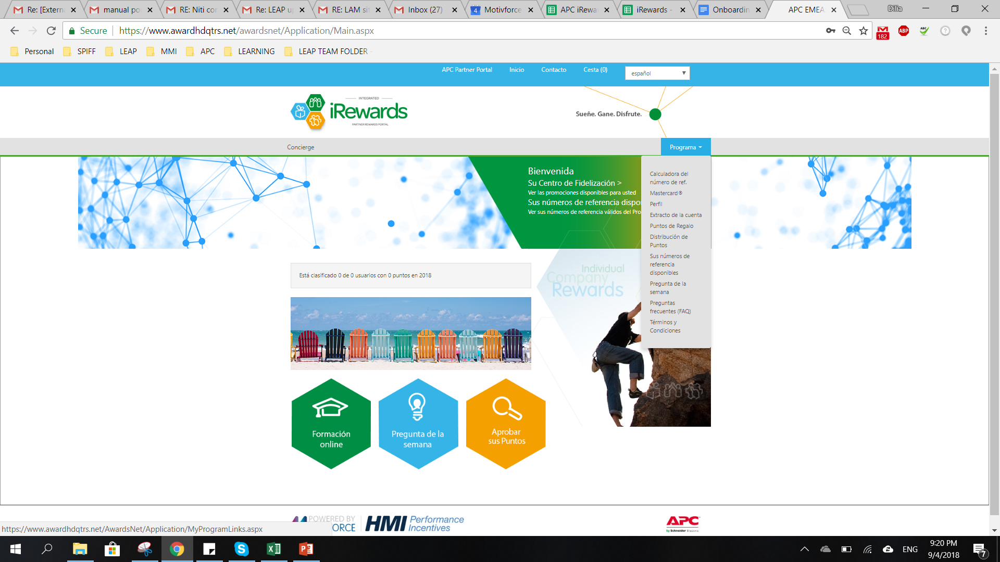 Re: [Extern
manual po
RE: Niti co
Re: LEAP u
RE: LAM sit
Inbox (27)
Motivforce
APC iRewa
iRewards -
Onboardin
APC EMEA
Dilia
Secure
https://www.awardhdqtrs.net/awardsnet/Application/Main.aspx
182
ABP
ABC
Personal
SPIFF
LEAP
MMI
APC
LEARNING
LEAP TEAM FOLDER -
APC Partner Portal
Inicio
Contacto
Cesta (0)
español
INTEGRATED
iRewards
PARTNER REWARDS PORTAL
Sueñe. Gane. Disfrute.
Concierge
Programa
Bienvenida
Su Centro de Fidelización >
Ver las promociones disponibles para usted
Sus números de referencia dispo
Ver sus números de referencia válidos del Pro
Calculadora del
número de ref.
Mastercard®
Perfil
Extracto de la cuenta
Puntos de Regalo
Distribución de
Puntos
Sus números de
referencia
disponibles
Pregunta de la
semana
Preguntas
frecuentes (FAQ)
Términos y
Condiciones
Está clasificado 0 de 0 usuarios con 0 puntos en 2018
Individual
Company
Rewards
Formación
online
Pregunta de la
semana
Aprobar
sus Puntos
POWERED BY
ORCE
HMI Performance
Incentives
APC
by Schneider Electric
https://www.awardhdqtrs.net/AwardsNet/Application/MyProgramLinks.aspx
ENG
9:20 PM
9/4/2018
7